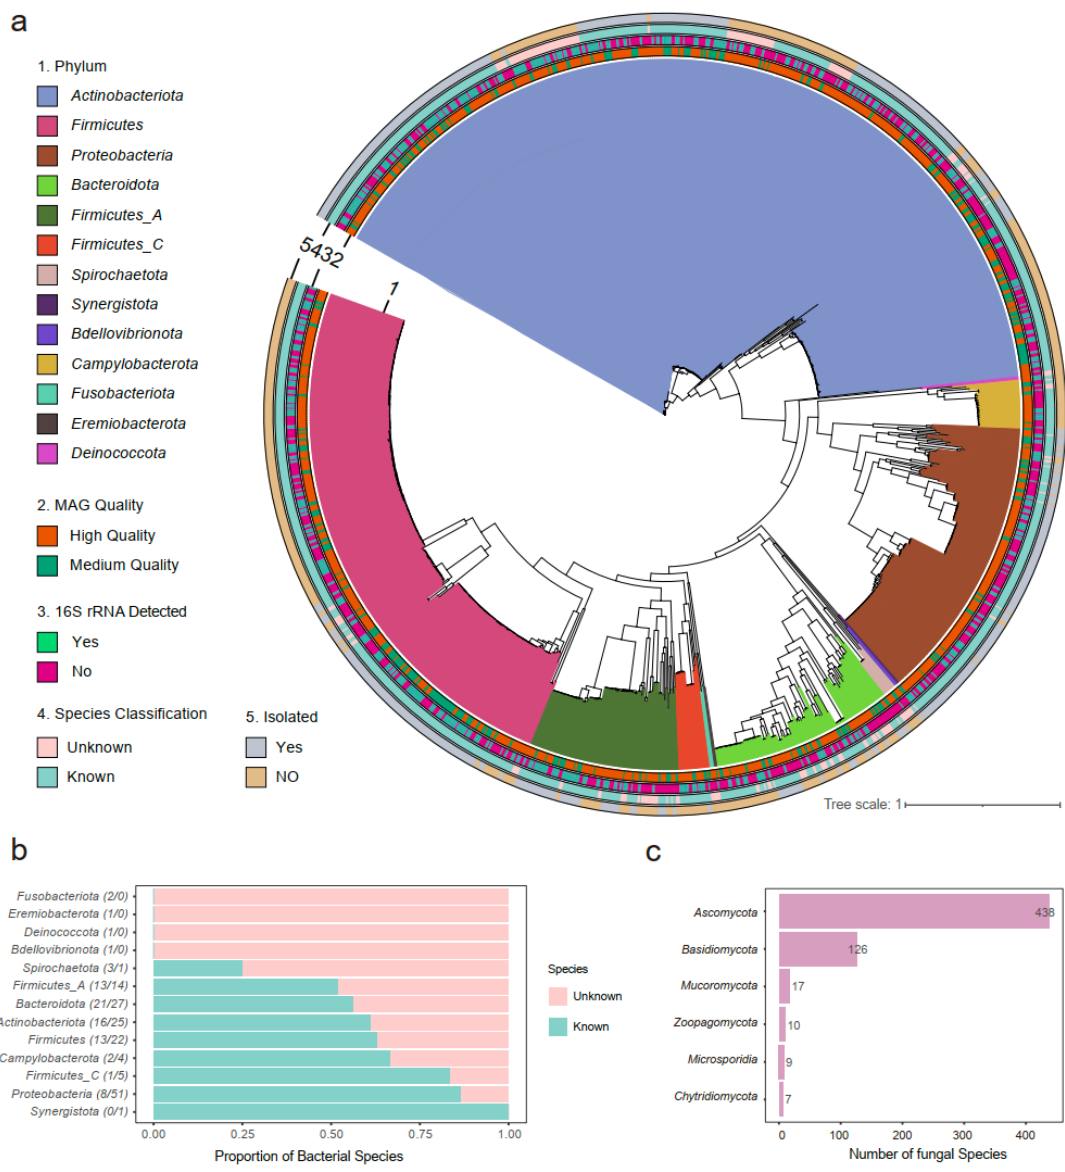 a
1. Phylum
Actinobacteriota
Firmicutes
Proteobacteria
Bacteroidota
Firmicutes_A
Firmicutes_C
Spirochaetota
Synergistota
Bdellovibrionota
Campylobacterota
Fusobacteriota
Eremiobacterota
Deinococcota
2. MAG Quality
High Quality
Medium Quality
3. 16S rRNA Detected
Yes
No
4. Species Classification
Unknown
Known
5. Isolated
Yes
NO
5432
1
Tree scale: 1
b
Fusobacteriota (2/0)
Eremiobacterota (1/0)
Deinococcota (1/0)
Bdellovibrionota (1/0)
Spirochaetota (3/1)
Firmicutes_A (13/14)
Bacteroidota (21/27)
Actinobacteriota (16/25)
Firmicutes (13/22)
Campylobacterota (2/4)
Firmicutes_C (1/5)
Proteobacteria (8/51)
Synergistota (0/1)
0.00 0.25 0.50 0.75 1.00
Proportion of Bacterial Species
Species
Unknown
Known
c
Ascomycota 438
Basidiomycota 126
Mucoromycota 17
Zoopagomycota 10
Microsporidia 9
Chytridiomycota 7
0 100 200 300 400
Number of fungal Species